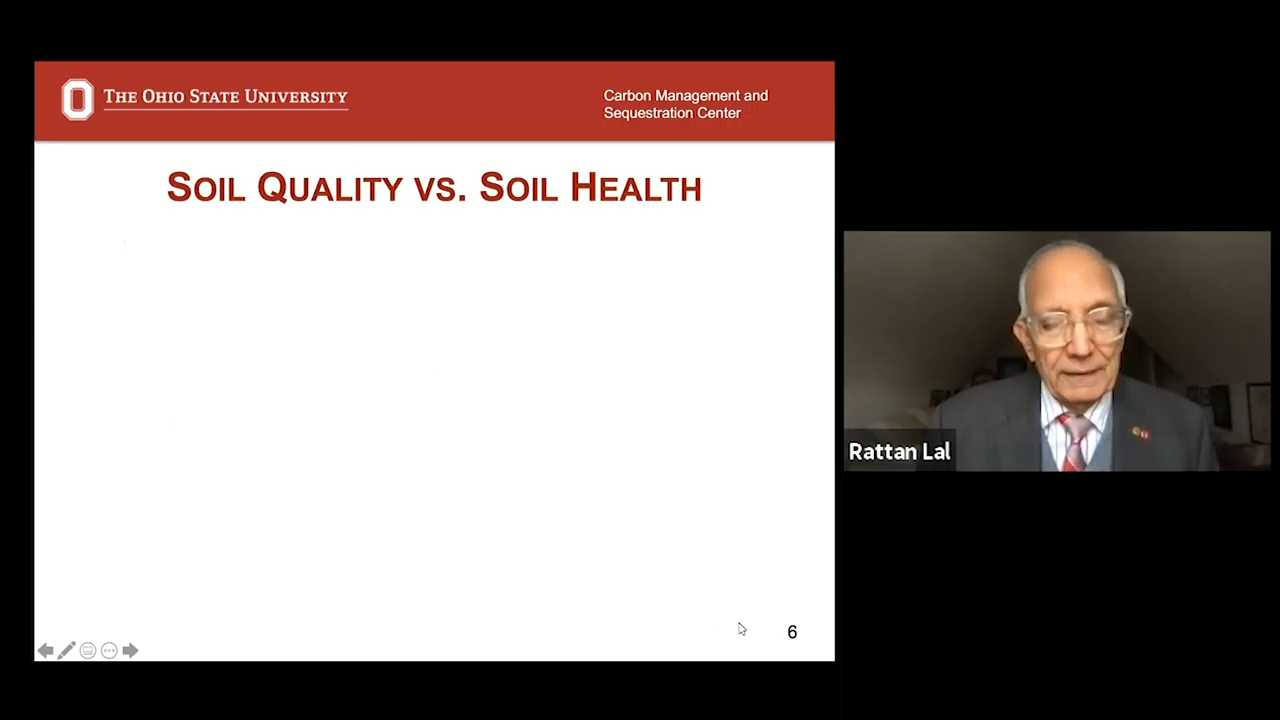 THE OHIO STATE UNIVERSITY
Carbon Management and
Sequestration Center
SOIL QUALITY VS. SOIL HEALTH
Rattan Lal
6